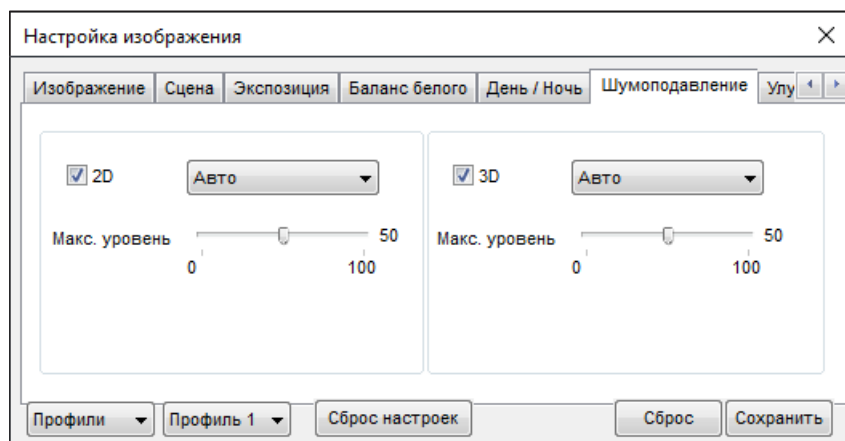 Настройка изображения
Изображение Сцена Экспозиция Баланс белого День / Ночь Шумоподавление Улу
2D Авто 3D Авто
Макс. уровень 50 Макс. уровень 50
0 100 0 100
Профили Профиль 1 Сброс настроек Сброс Сохранить